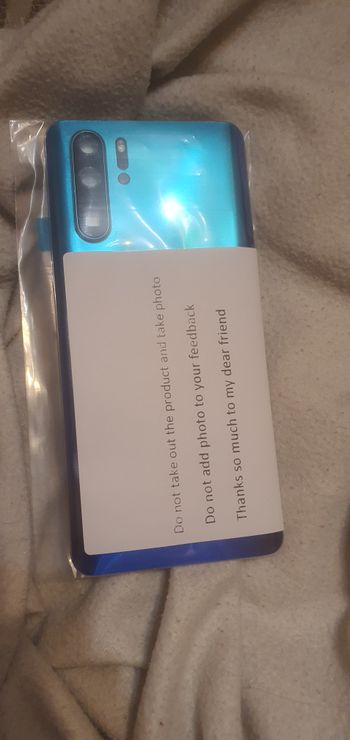 Do not take out the product and take photo
Do not add photo to your feedback
Thanks so much to my dear friend